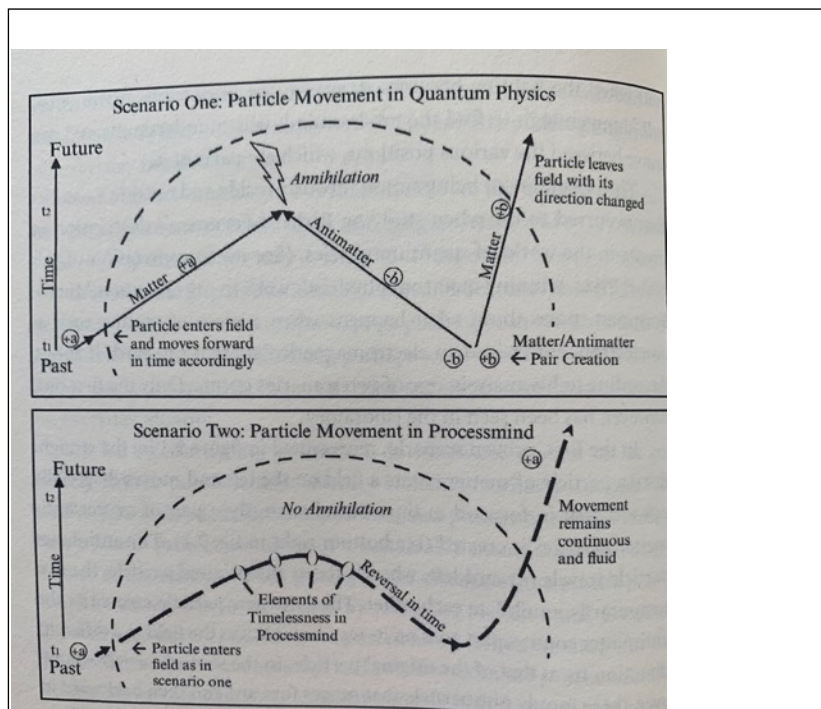 Scenario One: Particle Movement in Quantum Physics
Future
t₂
Time
t₁
Past
+a
Matter
+a
Annihilation
Antimatter
-b
Matter
+b
Particle leaves
field with its
direction changed
Particle enters field
and moves forward
in time accordingly
-b
+b
Matter/Antimatter
Pair Creation
Scenario Two: Particle Movement in Processmind
Future
t₂
Time
t₁
Past
+a
No Annihilation
+a
Movement
remains
continuous
and fluid
Reversal in time
Elements of
Timelessness in
Processmind
Particle enters
field as in
scenario one